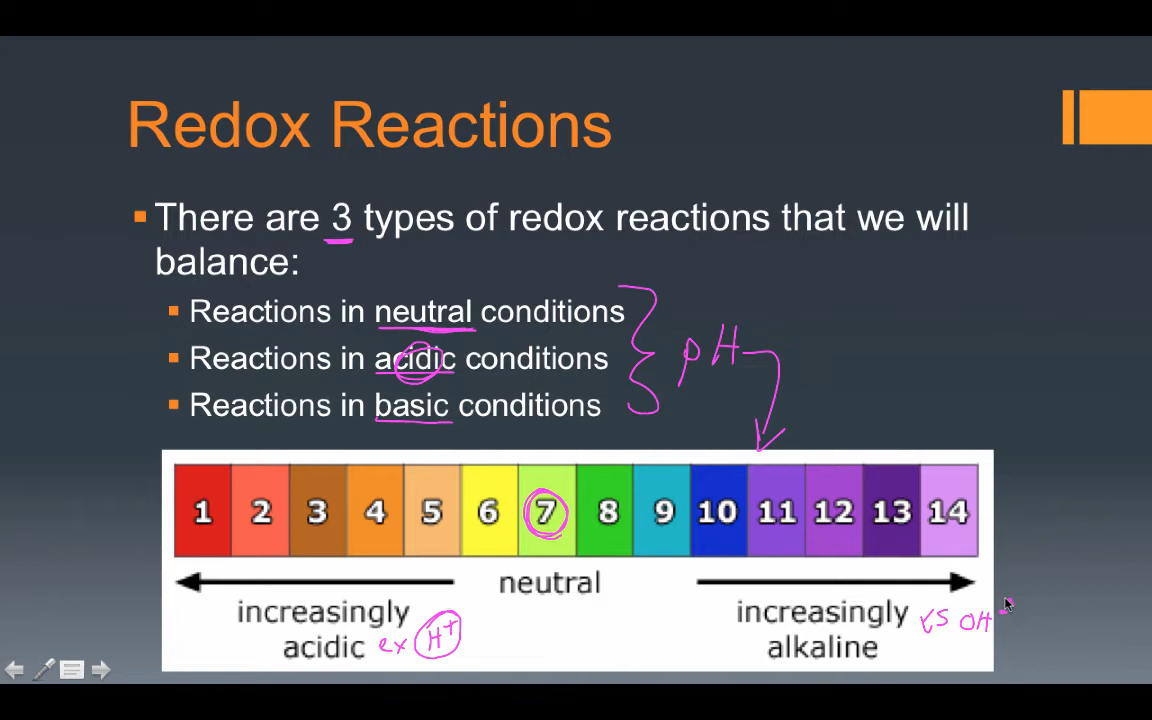 Redox Reactions
There are 3 types of redox reactions that we will
balance:
Reactions in neutral conditions
Reactions in acidic conditions
Reactions in basic conditions
pH
1 2 3 4 5 6 7 8 9 10 11 12 13 14
neutral
increasingly
acidic ex H+
increasingly
alkaline
OH-